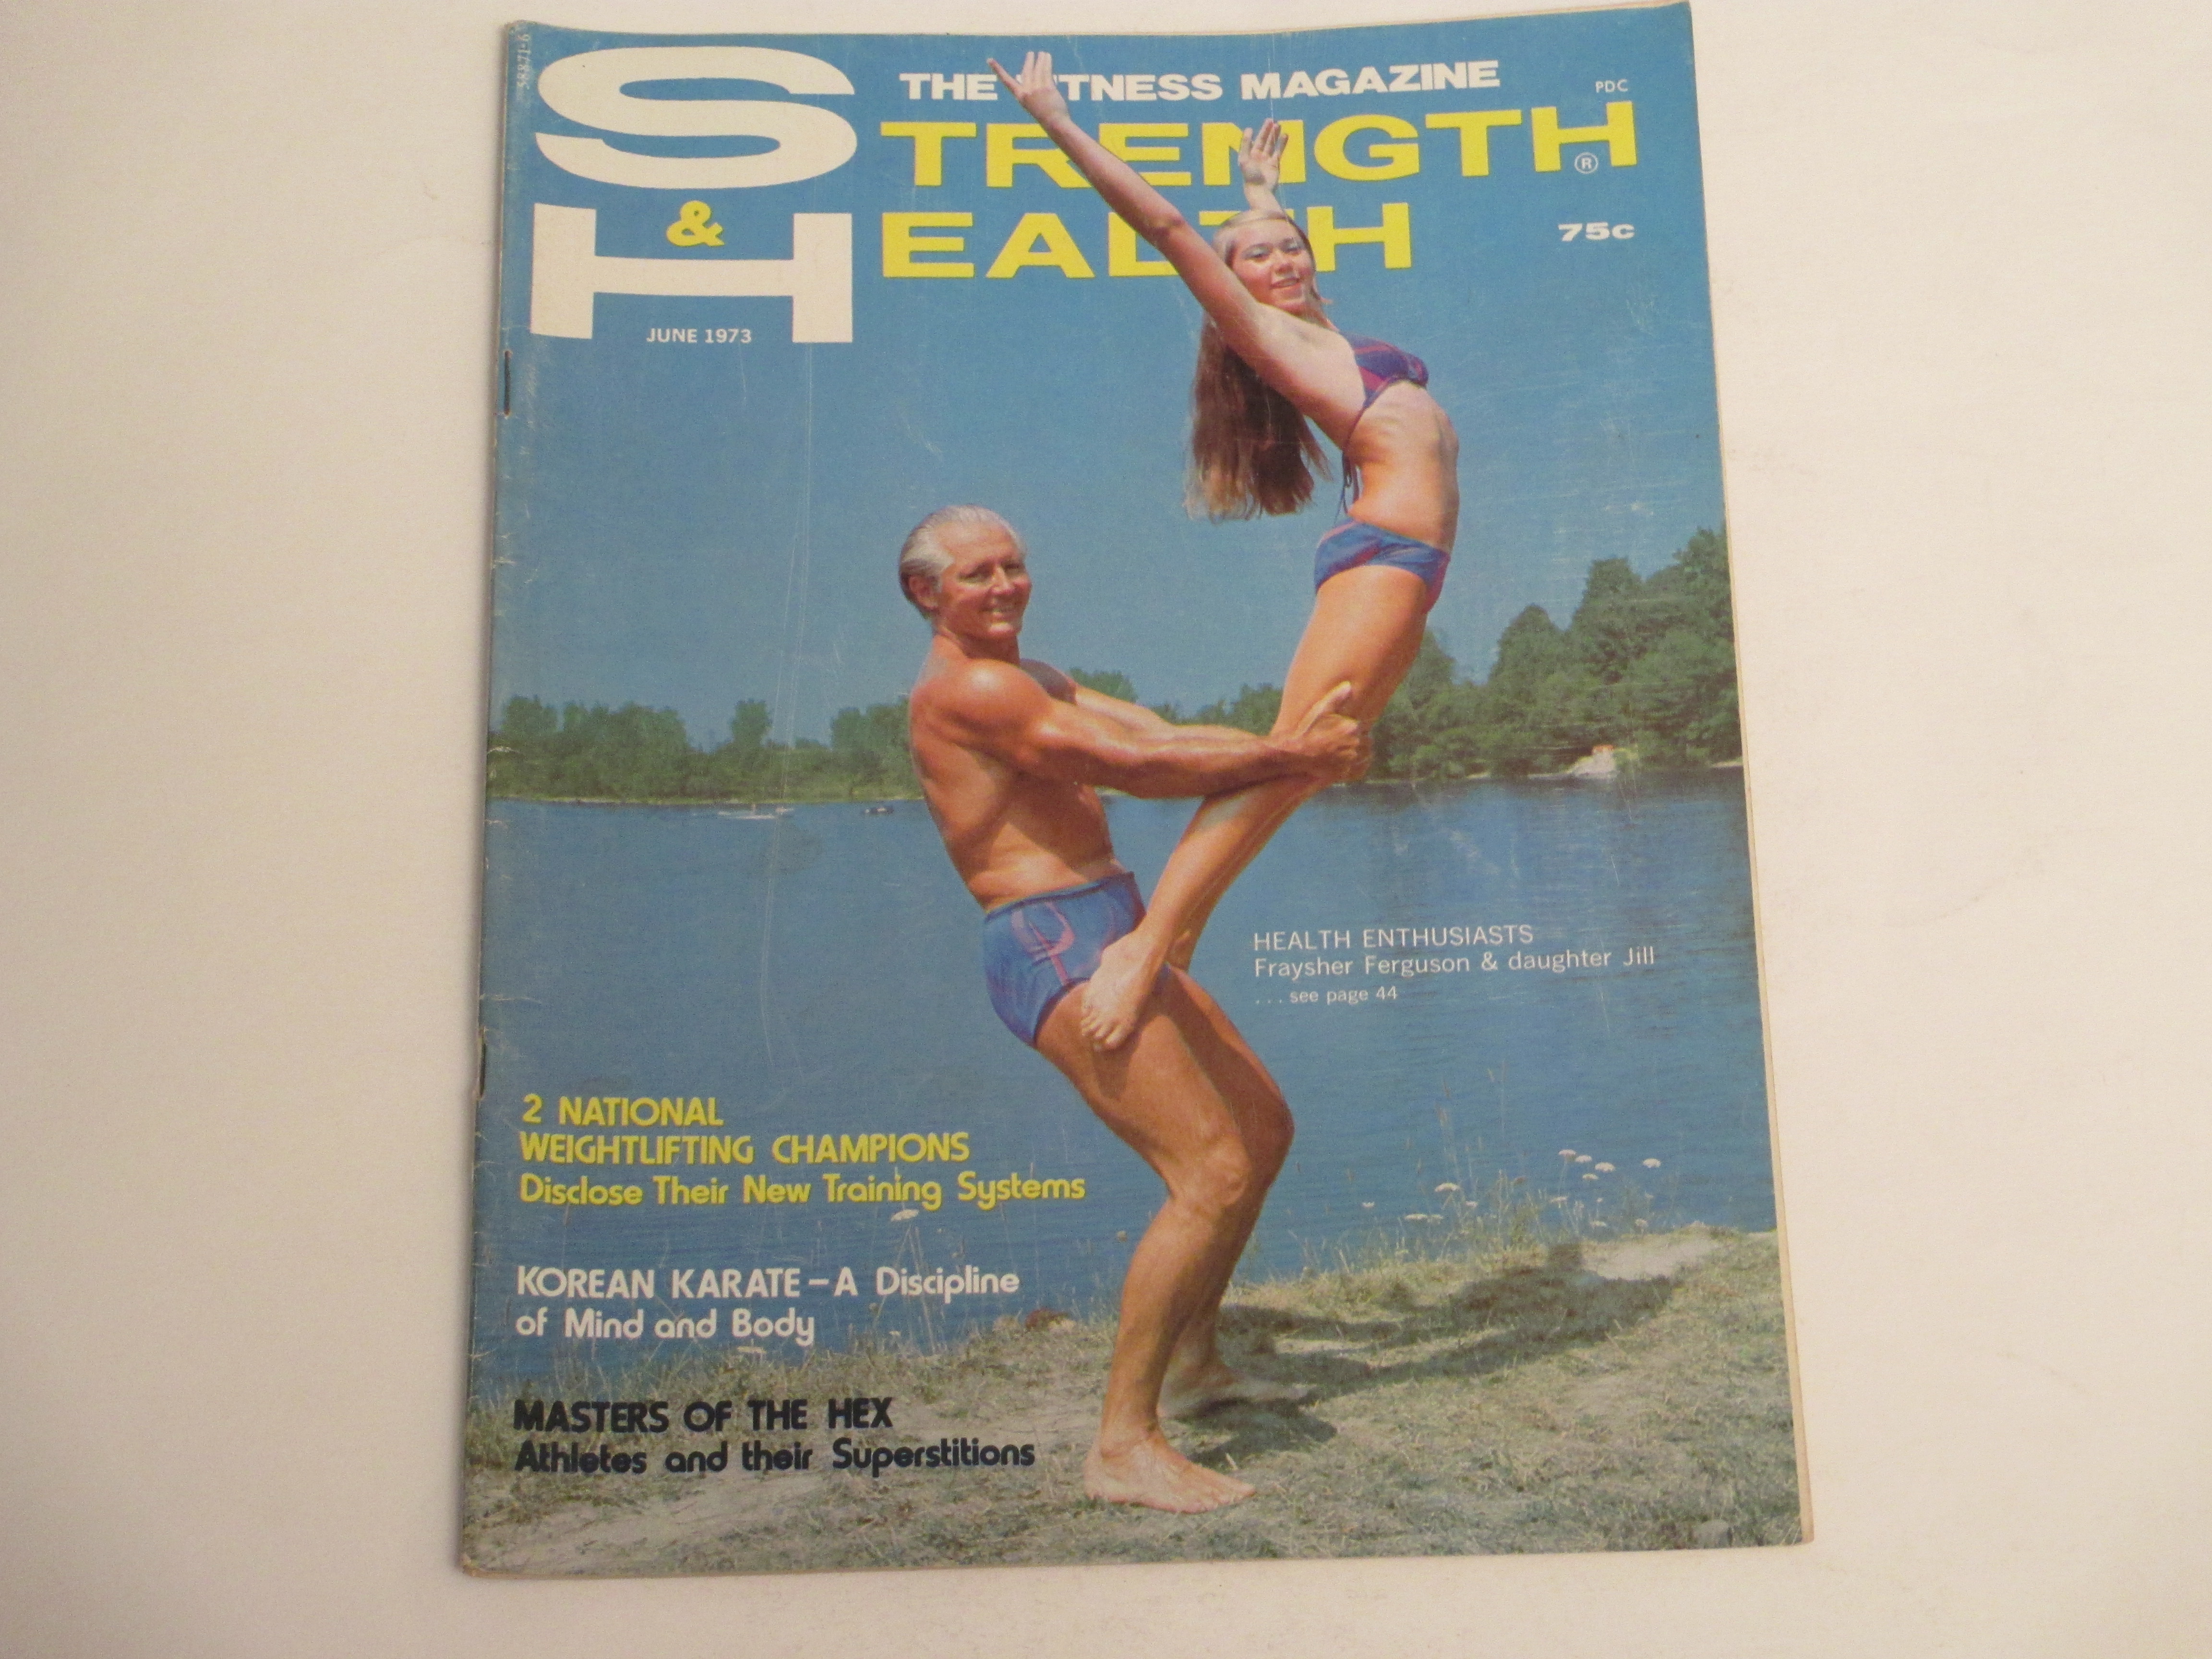 58871-6
THE FITNESS MAGAZINE
PDC
STRENGTH ®
& HEALTH
75c
JUNE 1973
HEALTH ENTHUSIASTS
Fraysher Ferguson & daughter Jill
... see page 44
2 NATIONAL
WEIGHTLIFTING CHAMPIONS
Disclose Their New Training Systems
KOREAN KARATE – A Discipline
of Mind and Body
MASTERS OF THE HEX
Athletes and their Superstitions